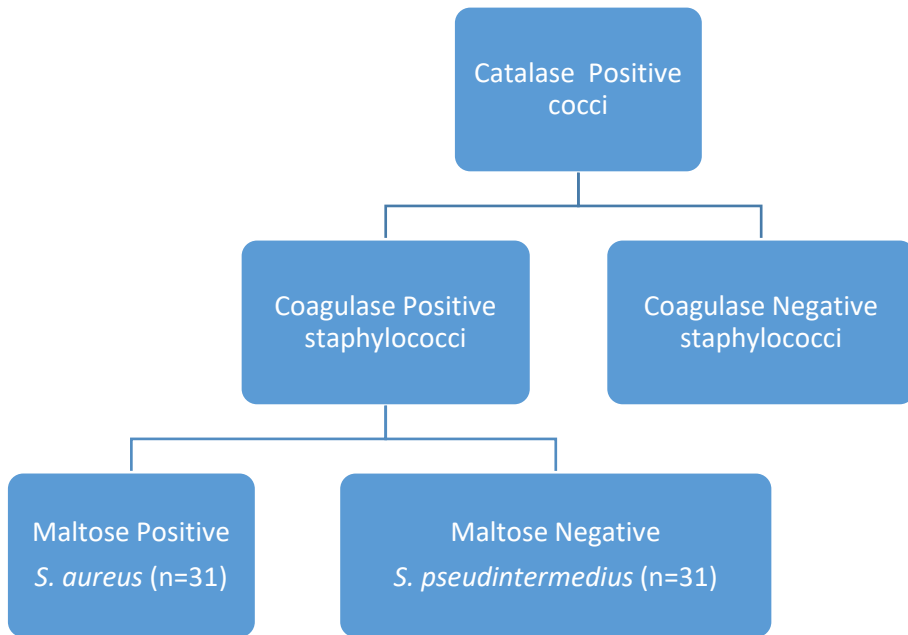 Catalase  Positive
cocci
Coagulase Positive
staphylococci
Coagulase Negative
staphylococci
Maltose Positive
S. aureus (n=31)
Maltose Negative
S. pseudintermedius (n=31)